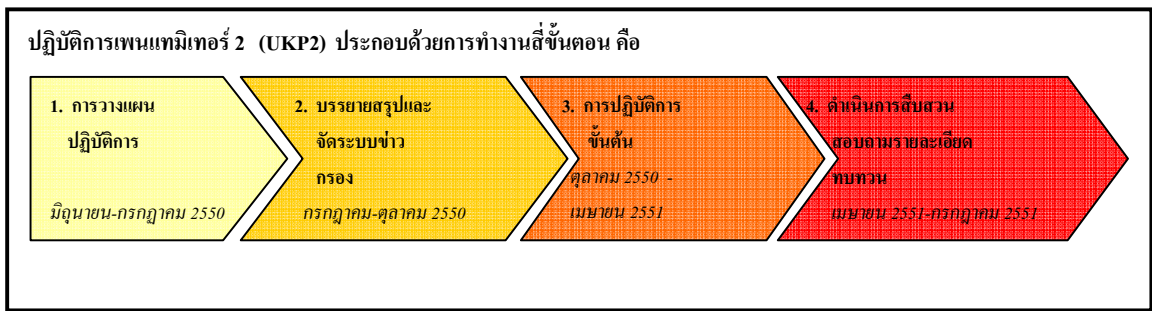 ปฏิบัติการเพนแทมิเทอร์ 2 (UKP2) ประกอบด้วยการทำงานสี่ขั้นตอน คือ
1. การวางแผน
ปฏิบัติการ
มิถุนายน-กรกฎาคม 2550
2. บรรยายสรุปและ
จัดระบบข่าว
กรอง
กรกฎาคม-ตุลาคม 2550
3. การปฏิบัติการ
ขั้นต้น
ตุลาคม 2550 -
เมษายน 2551
4. ดำเนินการสืบสวน
สอบถามรายละเอียด
ทบทวน
เมษายน 2551-กรกฎาคม 2551